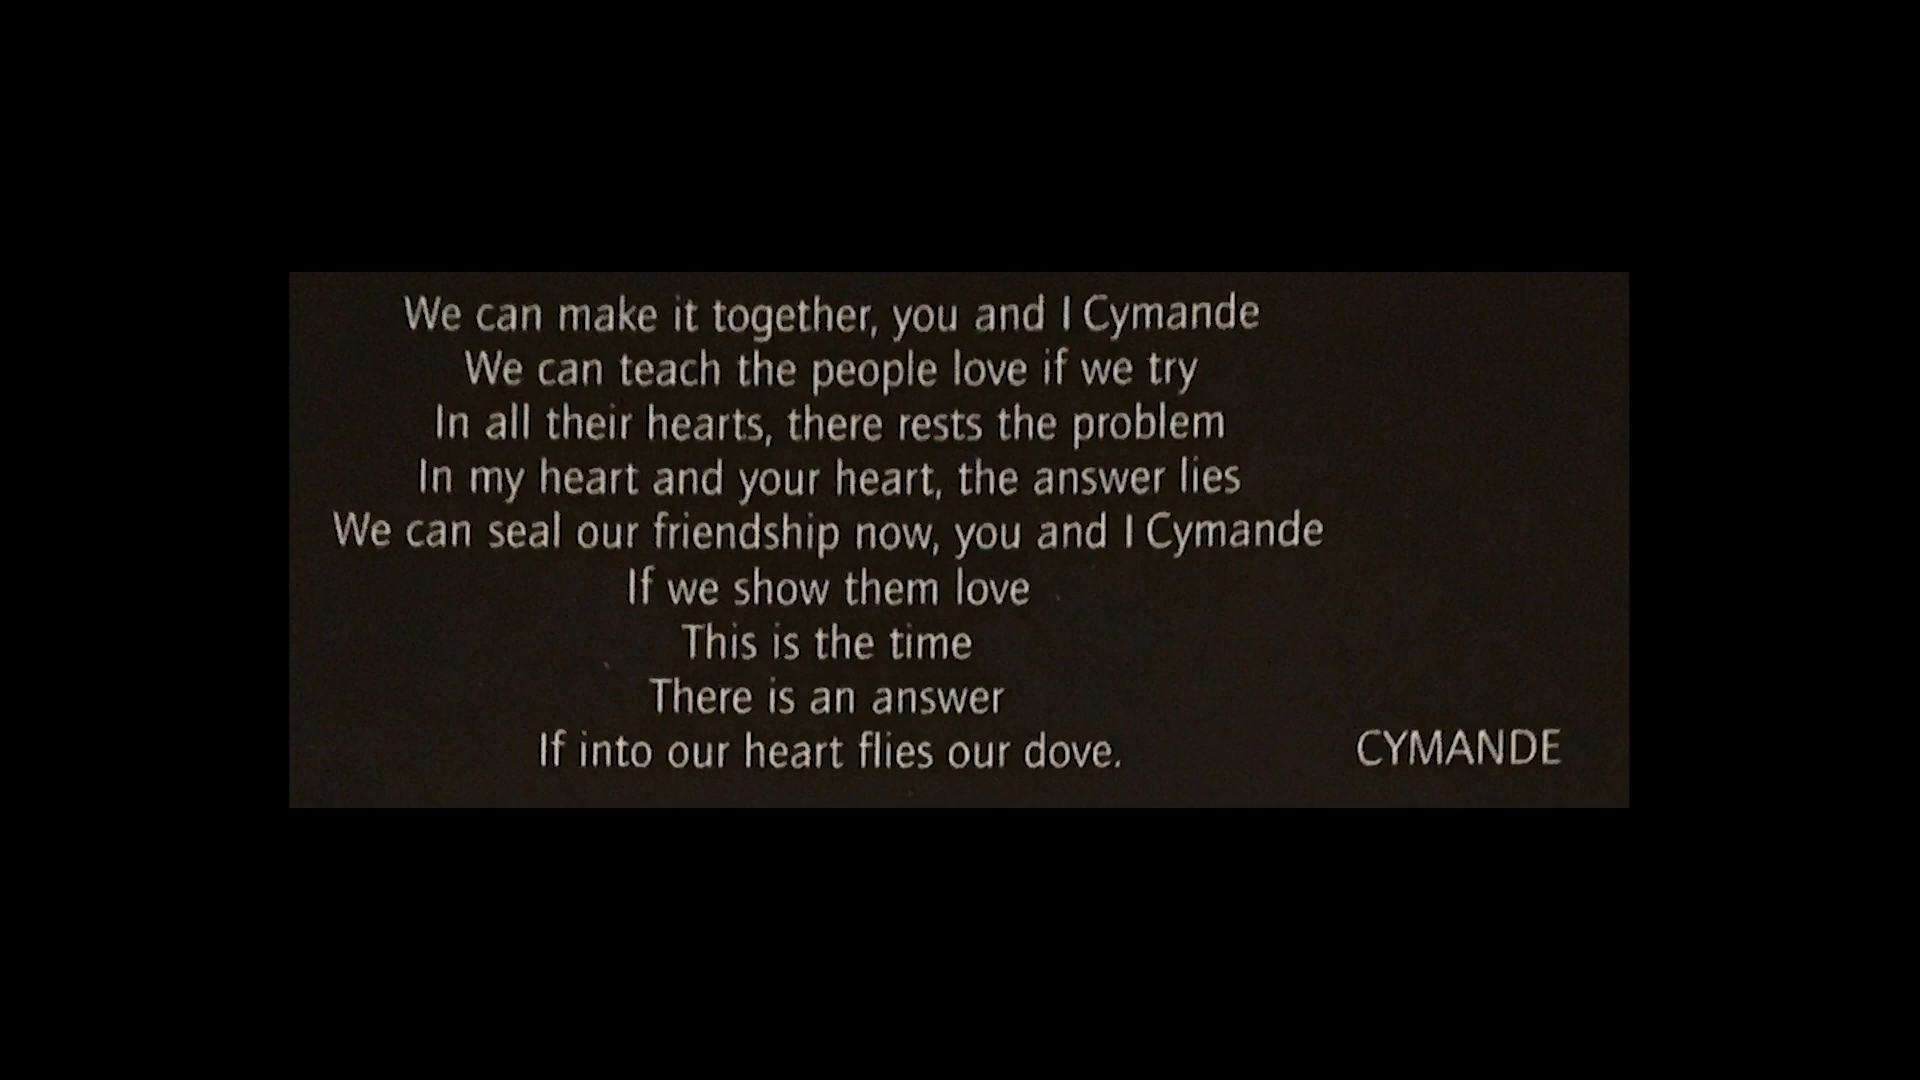 We can make it together, you and I Cymande
We can teach the people love if we try
In all their hearts, there rests the problem
In my heart and your heart, the answer lies
We can seal our friendship now, you and I Cymande
If we show them love
This is the time
There is an answer
If into our heart flies our dove.
CYMANDE